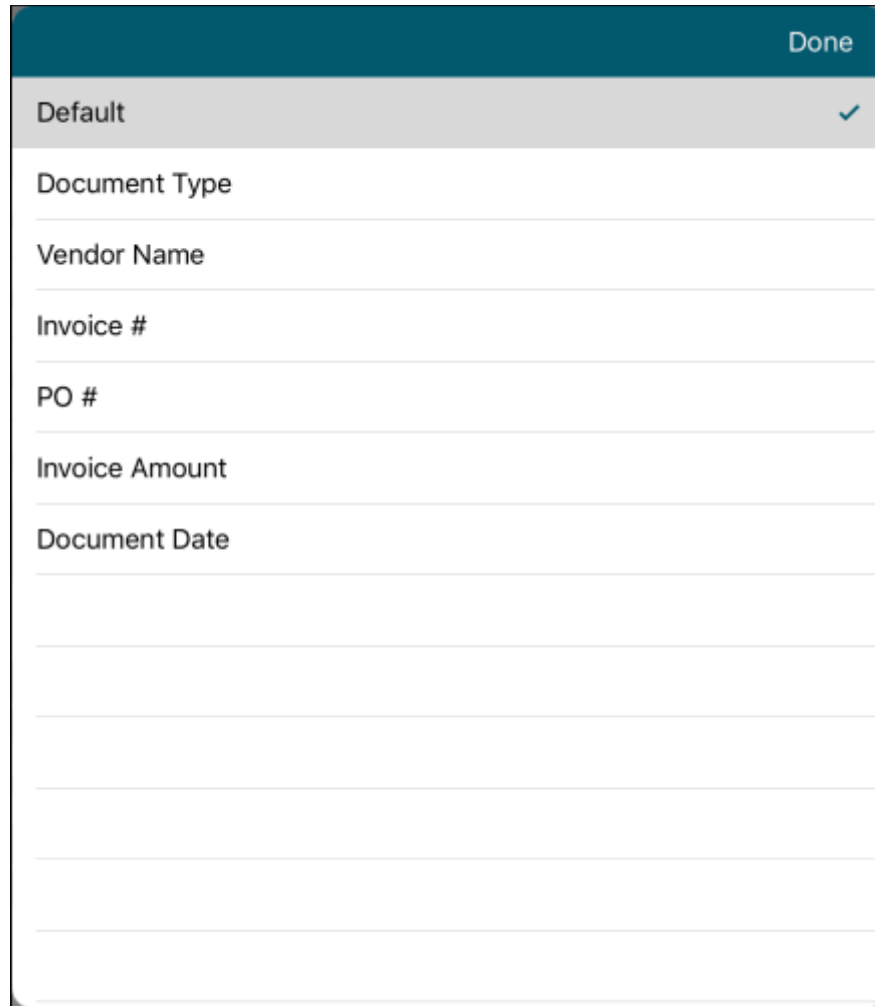 Done
Default
Document Type
Vendor Name
Invoice #
PO #
Invoice Amount
Document Date